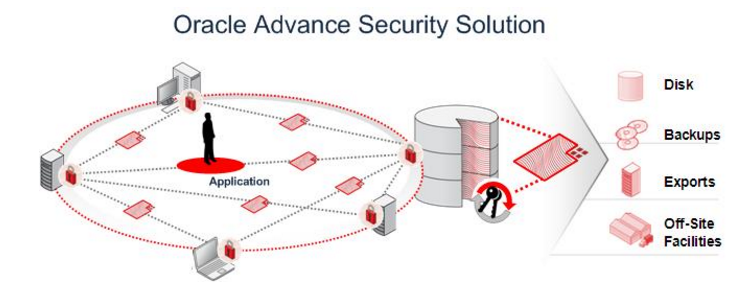 Oracle Advance Security Solution
Application
Disk
Backups
Exports
Off-Site
Facilities